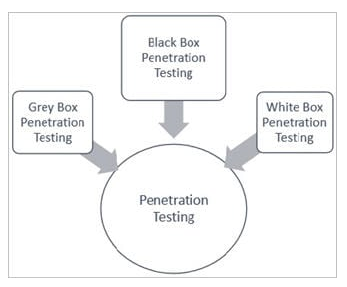 Black Box
Penetration
Testing
Grey Box
Penetration
Testing
White Box
Penetration
Testing
Penetration
Testing